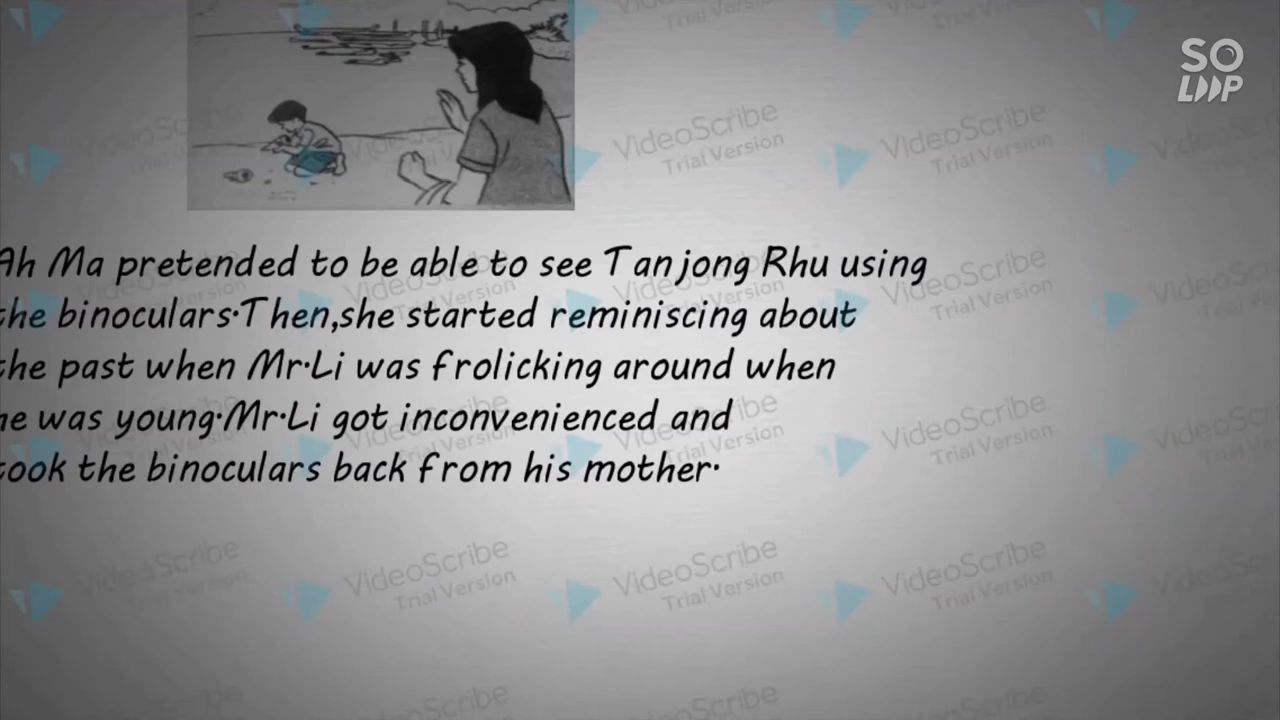 SO
LOOP
Ah Ma pretended to be able to see Tanjong Rhu using
the binoculars.Then,she started reminiscing about
the past when Mr.Li was frolicking around when
he was young.Mr.Li got inconvenienced and
took the binoculars back from his mother.
VideoScribe
Trial Version